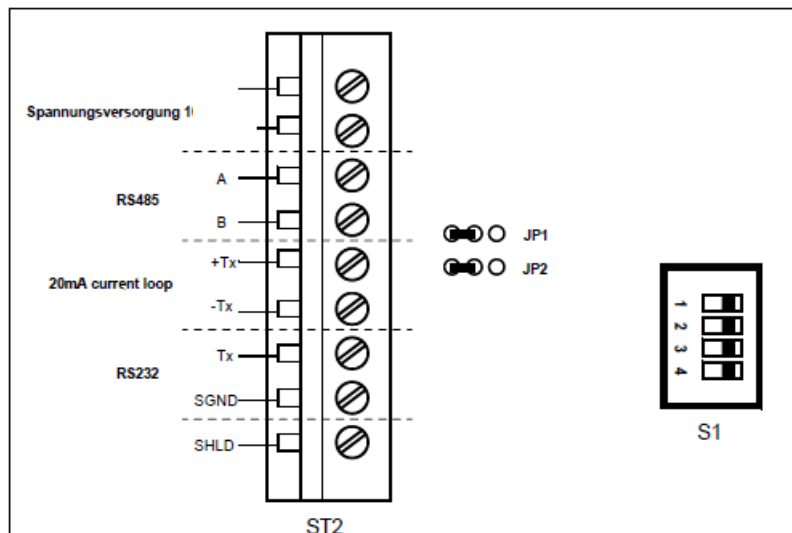 Spannungsversorgung
A
RS485
B
+Tx
20mA current loop
-Tx
Tx
RS232
SGND
SHLD
ST2
JP1
JP2
1
2
3
4
S1